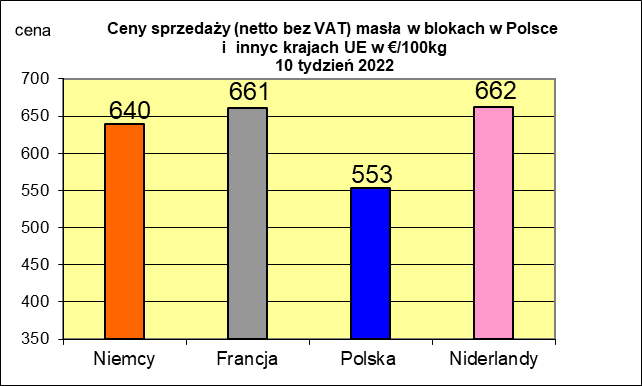 cena
Ceny sprzedaży (netto bez VAT) masła w blokach w Polsce
i innyc krajach UE w €/100kg
10 tydzień 2022
700
650
600
550
500
450
400
350
640
661
553
662
Niemcy Francja Polska Niderlandy